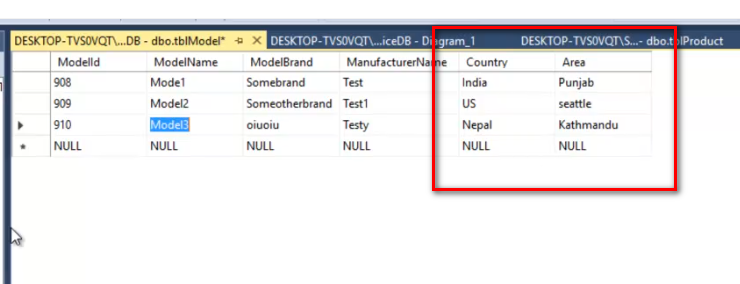 DESKTOP-TVS0VQT\...DB - dbo.tblModel* DESKTOP-TVS0VQT\...iceDB - Diagram_1 DESKTOP-TVS0VQT\S...- dbo.tblProduct
ModelId ModelName ModelBrand ManufacturerName Country Area
908 Mode1 Somebrand Test India Punjab
909 Model2 Someotherbrand Test1 US seattle
910 Model3 oiuoiu Testy Nepal Kathmandu
NULL NULL NULL NULL NULL NULL